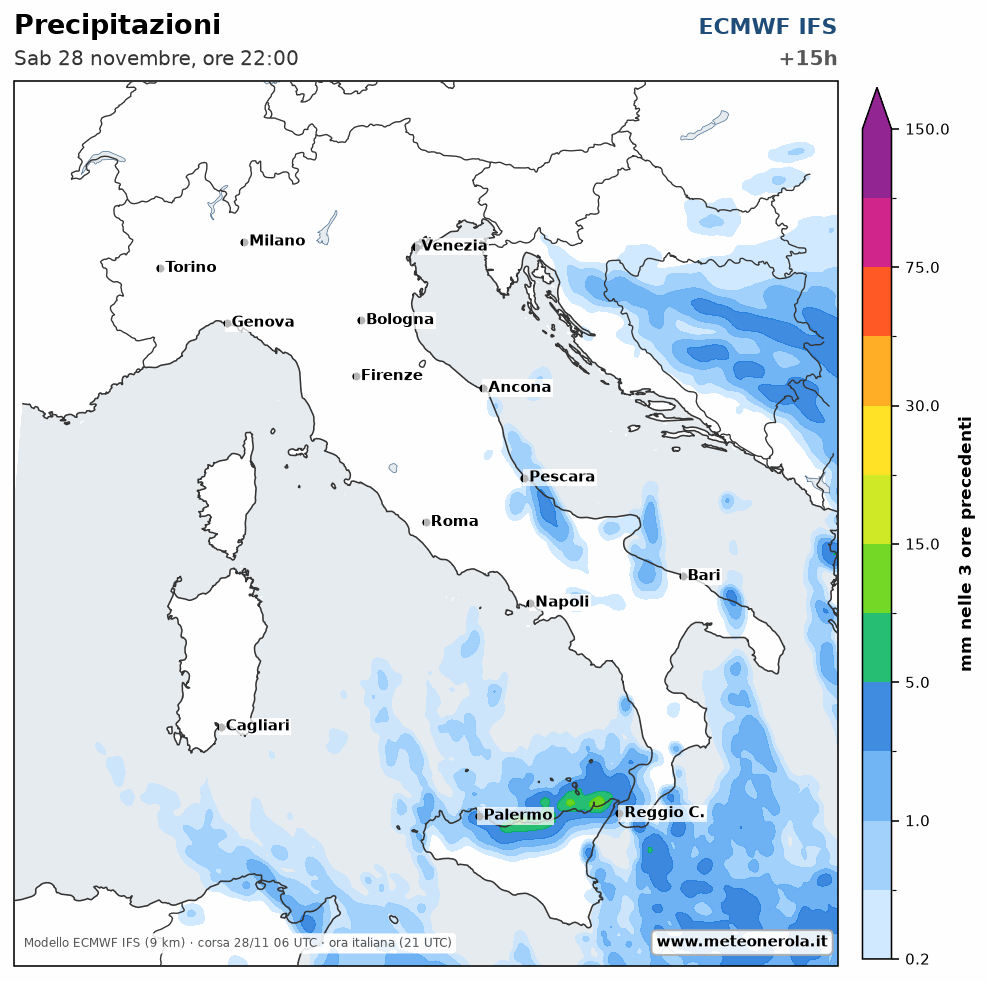 Precipitazioni
ECMWF IFS
Sab 28 novembre, ore 22:00
+15h
150.0
75.0
30.0
15.0
5.0
1.0
0.2
mm nelle 3 ore precedenti
Milano
Venezia
Torino
Genova
Bologna
Firenze
Ancona
Pescara
Roma
Bari
Napoli
Cagliari
Palermo
Reggio C.
Modello ECMWF IFS (9 km) · corsa 28/11 06 UTC · ora italiana (21 UTC)
www.meteonerola.it